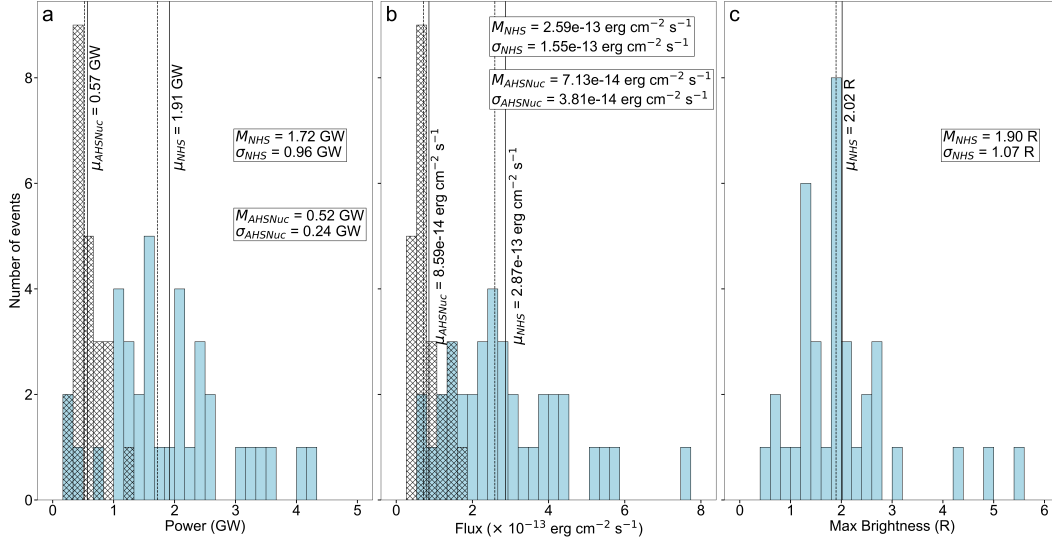 a
μ_AHSNuc = 0.57 GW
μ_NHS = 1.91 GW
M_NHS = 1.72 GW
σ_NHS = 0.96 GW
M_AHSNuc = 0.52 GW
σ_AHSNuc = 0.24 GW
Number of events
0
2
4
6
8
0 1 2 3 4 5
Power (GW)
b
M_NHS = 2.59e-13 erg cm⁻² s⁻¹
σ_NHS = 1.55e-13 erg cm⁻² s⁻¹
M_AHSNuc = 7.13e-14 erg cm⁻² s⁻¹
σ_AHSNuc = 3.81e-14 erg cm⁻² s⁻¹
μ_AHSNuc = 8.59e-14 erg cm⁻² s⁻¹
μ_NHS = 2.87e-13 erg cm⁻² s⁻¹
0 2 4 6 8
Flux (× 10⁻¹³ erg cm⁻² s⁻¹)
c
μ_NHS = 2.02 R
M_NHS = 1.90 R
σ_NHS = 1.07 R
0 1 2 3 4 5 6
Max Brightness (R)